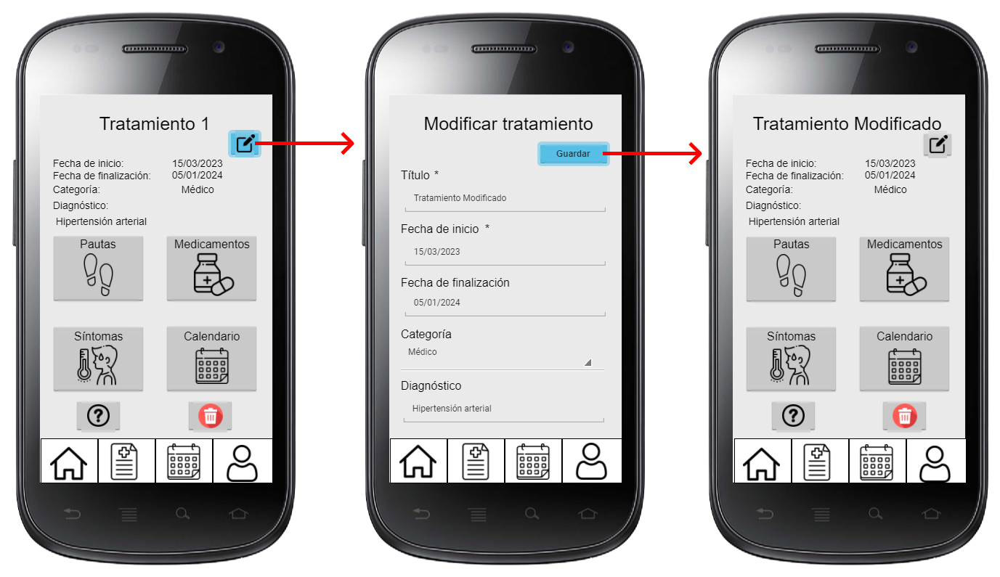 Tratamiento 1
Fecha de inicio: 15/03/2023
Fecha de finalización: 05/01/2024
Categoría: Médico
Diagnóstico:
Hipertensión arterial
Pautas Medicamentos
Síntomas Calendario
Modificar tratamiento
Guardar
Título *
Tratamiento Modificado
Fecha de inicio *
15/03/2023
Fecha de finalización
05/01/2024
Categoría
Médico
Diagnóstico
Hipertensión arterial
Tratamiento Modificado
Fecha de inicio: 15/03/2023
Fecha de finalización: 05/01/2024
Categoría: Médico
Diagnóstico:
Hipertensión arterial
Pautas Medicamentos
Síntomas Calendario